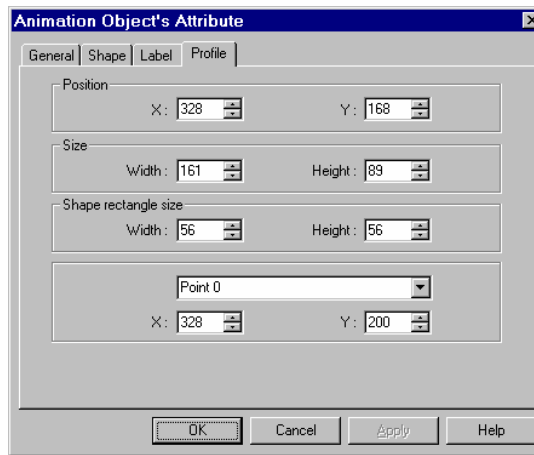 Animation Object's Attribute
General Shape Label Profile
Position
X: 328 Y: 168
Size
Width: 161 Height: 89
Shape rectangle size
Width: 56 Height: 56
Point 0
X: 328 Y: 200
OK Cancel Apply Help